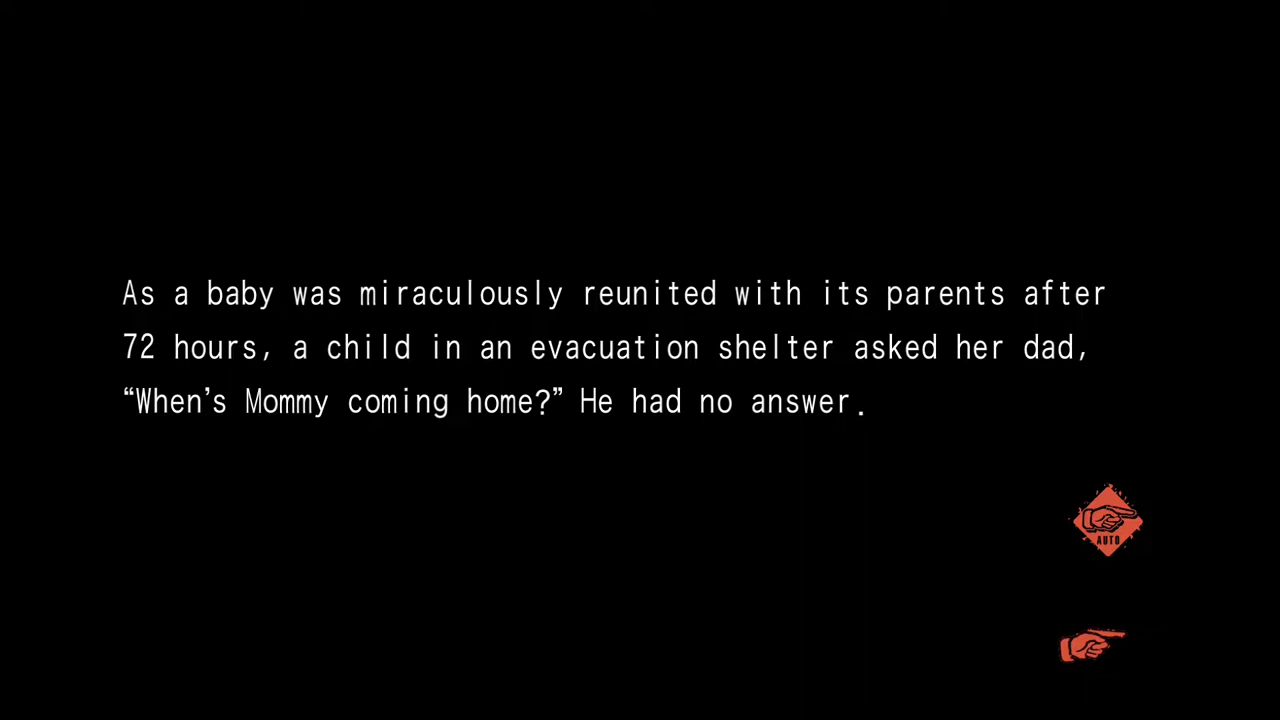 As a baby was miraculously reunited with its parents after
72 hours, a child in an evacuation shelter asked her dad,
“When’s Mommy coming home?” He had no answer.
AUTO